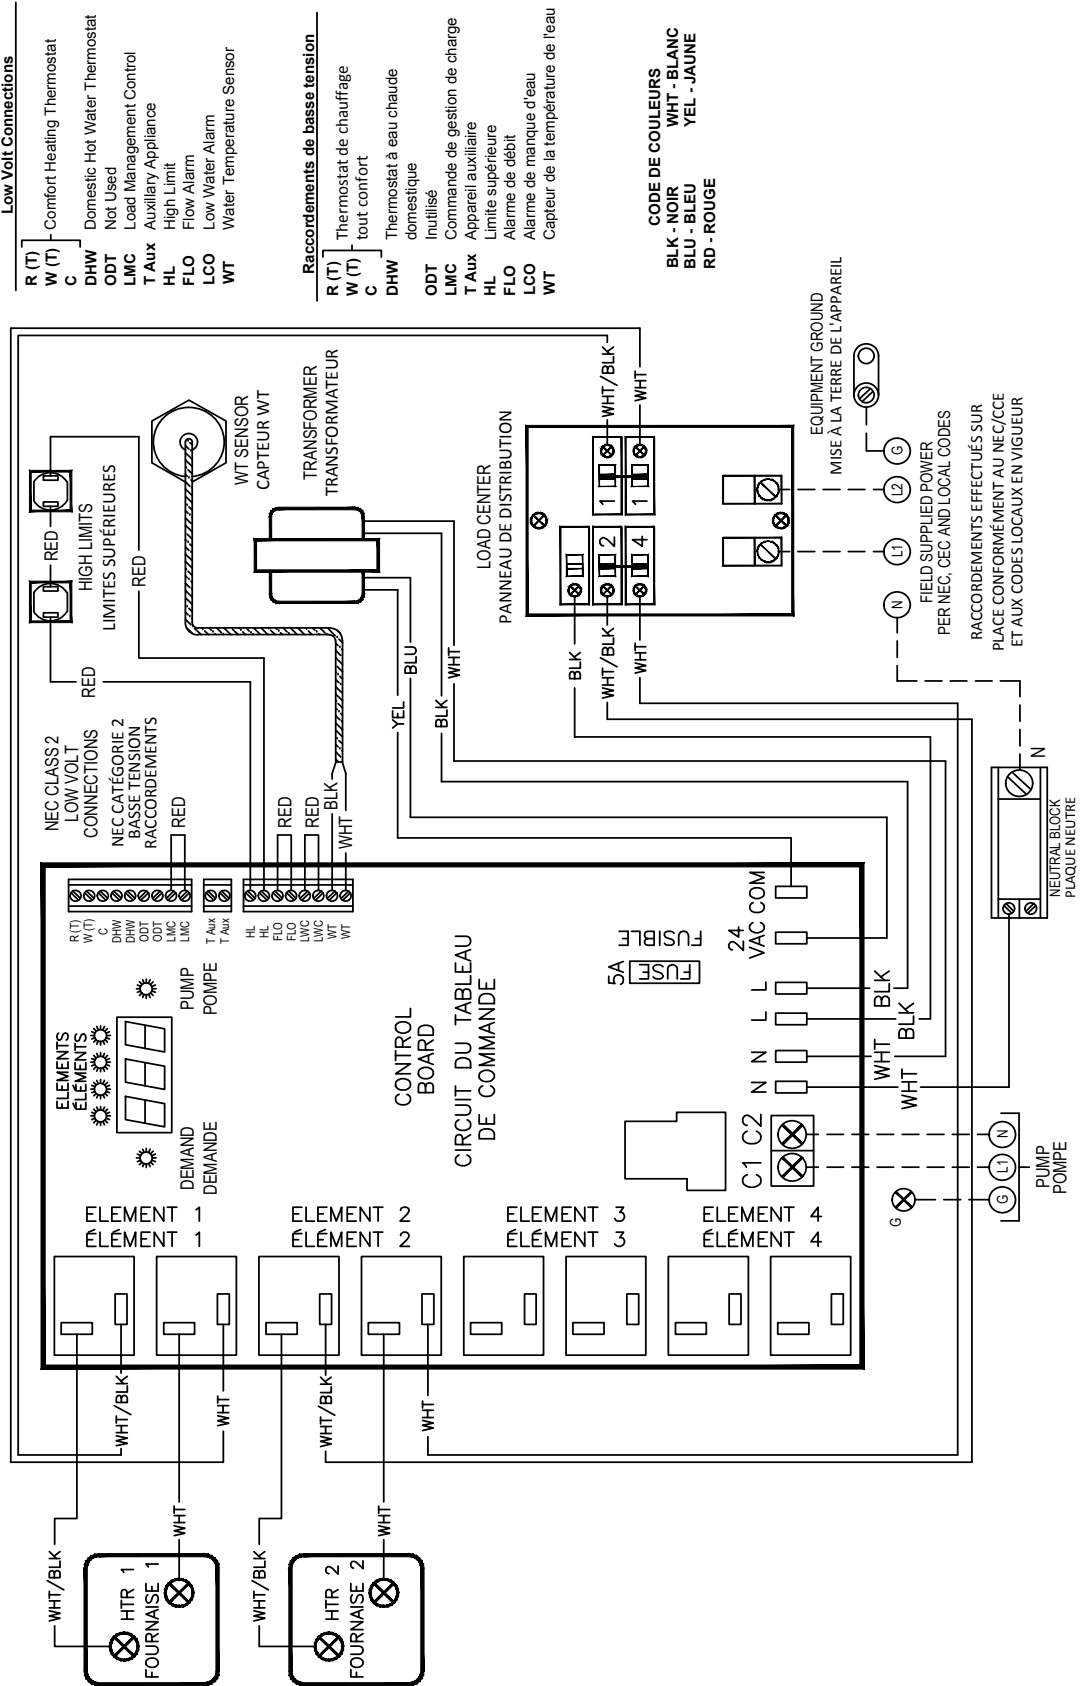 Low Volt Connections
R (T)
W (T)
C
Comfort Heating Thermostat
DHW Domestic Hot Water Thermostat
ODT Not Used
LMC Load Management Control
T Aux Auxillary Appliance
HL High Limit
FLO Flow Alarm
LCO Low Water Alarm
WT Water Temperature Sensor
Raccordements de basse tension
R (T)
W (T)
C
Thermostat de chauffage
tout confort
DHW Thermostat à eau chaude
domestique
ODT Inutilisé
LMC Commande de gestion de charge
T Aux Appareil auxiliaire
HL Limite supérieure
FLO Alarme de débit
LCO Alarme de manque d'eau
WT Capteur de la température de l'eau
CODE DE COULEURS
BLK - NOIR WHT - BLANC
BLU - BLEU YEL - JAUNE
RD - ROUGE
RED
RED
RED
HIGH LIMITS
LIMITES SUPÉRIEURES
WT SENSOR
CAPTEUR WT
TRANSFORMER
TRANSFORMATEUR
NEC CLASS 2
LOW VOLT
CONNECTIONS
NEC CATÉGORIE 2
BASSE TENSION
RACCORDEMENTS
RED
RED
RED
BLK
WHT
YEL
BLU
BLK
WHT
LOAD CENTER
PANNEAU DE DISTRIBUTION
1
1
2
4
WHT/BLK
WHT
BLK
WHT/BLK
WHT
EQUIPMENT GROUND
MISE À LA TERRE DE L'APPAREIL
N
L1
L2
G
FIELD SUPPLIED POWER
PER NEC, CEC AND LOCAL CODES
RACCORDEMENTS EFFECTUÉS SUR
PLACE CONFORMÉMENT AU NEC/CCE
ET AUX CODES LOCAUX EN VIGUEUR
N
NEUTRAL BLOCK
PLAQUE NEUTRE
R (T)
W (T)
C
DHW
DHW
ODT
ODT
LMC
LMC
T Aux
T Aux
HL
HL
FLO
FLO
LWC
LWC
WT
WT
ELEMENTS
ÉLÉMENTS
PUMP
POMPE
DEMAND
DEMANDE
CONTROL
BOARD
CIRCUIT DU TABLEAU
DE COMMANDE
5A
FUSE
FUSIBLE
24
VAC COM
L
L
N
N
BLK
BLK
WHT
WHT
C1 C2
G
G
L1
N
PUMP
POMPE
ELEMENT 1
ÉLÉMENT 1
ELEMENT 2
ÉLÉMENT 2
ELEMENT 3
ÉLÉMENT 3
ELEMENT 4
ÉLÉMENT 4
WHT/BLK
WHT
WHT/BLK
WHT
WHT/BLK
WHT
WHT/BLK
WHT
HTR 1
FOURNAISE 1
HTR 2
FOURNAISE 2